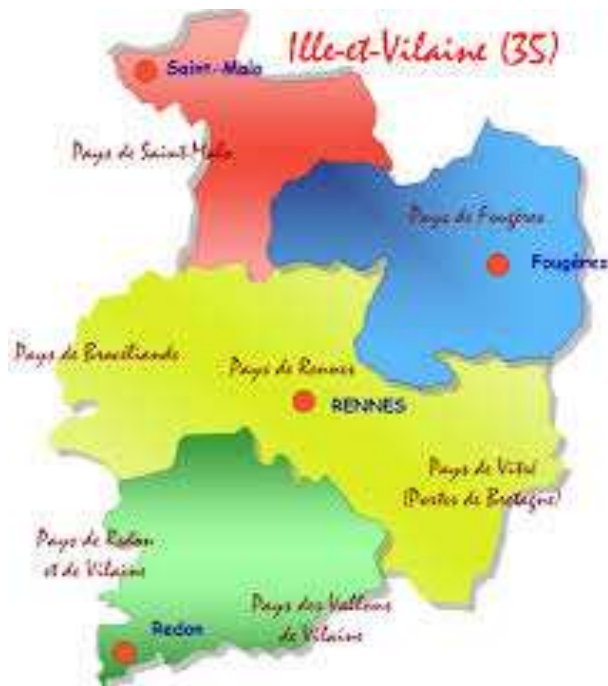 Ille-et-Vilaine (35)
Saint-Malo
Pays de Saint-Malo
Pays de Fougères
Fougères
Pays de Brocéliande
Pays de Rennes
RENNES
Pays de Vitré
(Portes de Bretagne)
Pays de Redon
et de Vilaine
Pays des Vallons
de Vilaine
Redon